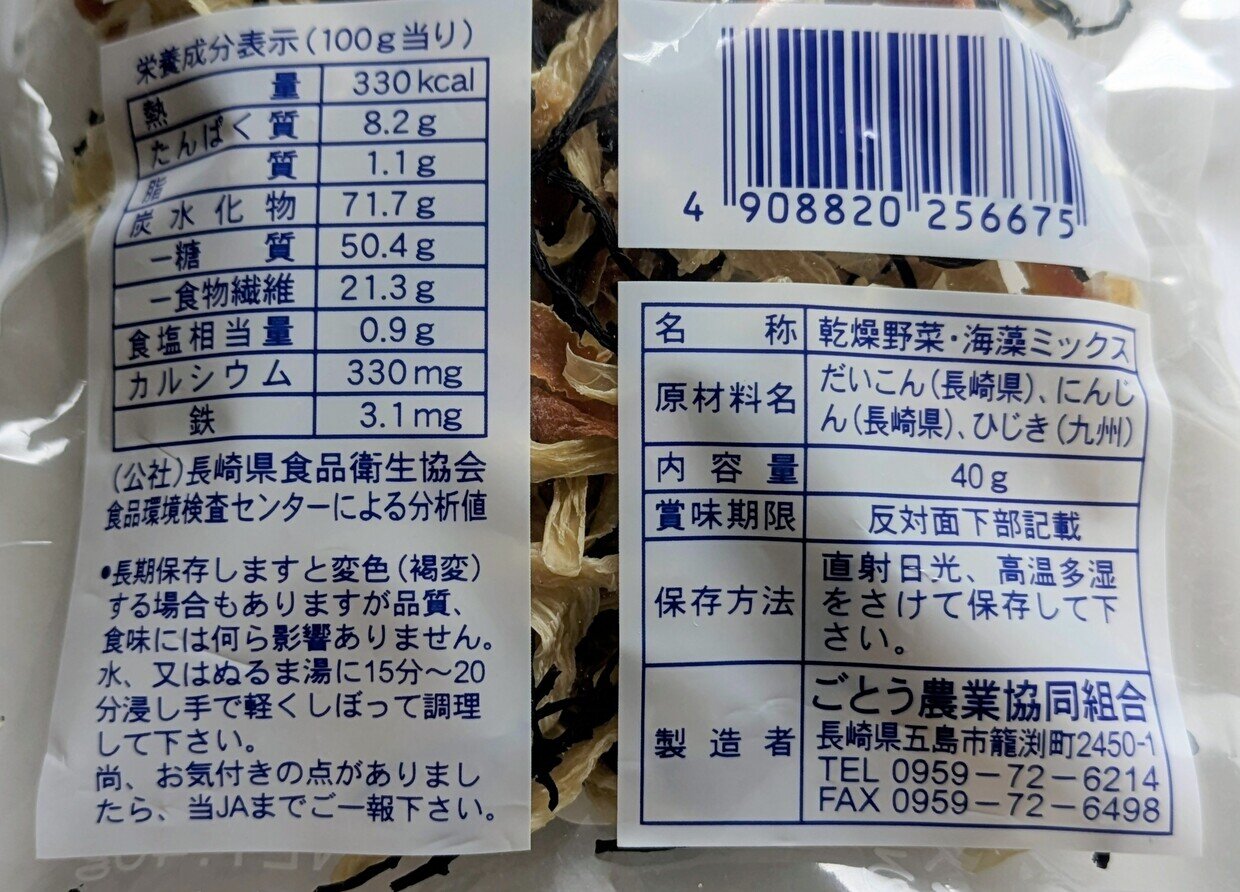 栄養成分表示(100g当り)
熱量 330kcal
たんぱく質 8.2g
脂質 1.1g
炭水化物 71.7g
－糖質 50.4g
－食物繊維 21.3g
食塩相当量 0.9g
カルシウム 330mg
鉄 3.1mg
(公社)長崎県食品衛生協会
食品環境検査センターによる分析値
•長期保存しますと変色(褐変)
する場合もありますが品質、
食味には何ら影響ありません。
水、又はぬるま湯に15分～20
分浸し手で軽くしぼって調理
して下さい。
尚、お気付きの点がありまし
たら、当JAまでご一報下さい。
4 908820 256675
名称 乾燥野菜・海藻ミックス
原材料名 だいこん(長崎県)、にんじ
ん(長崎県)、ひじき(九州)
内容量 40g
賞味期限 反対面下部記載
保存方法 直射日光、高温多湿
をさけて保存して下
さい。
製造者 ごとう農業協同組合
長崎県五島市籠渕町2450-1
TEL 0959－72－6214
FAX 0959－72－6498